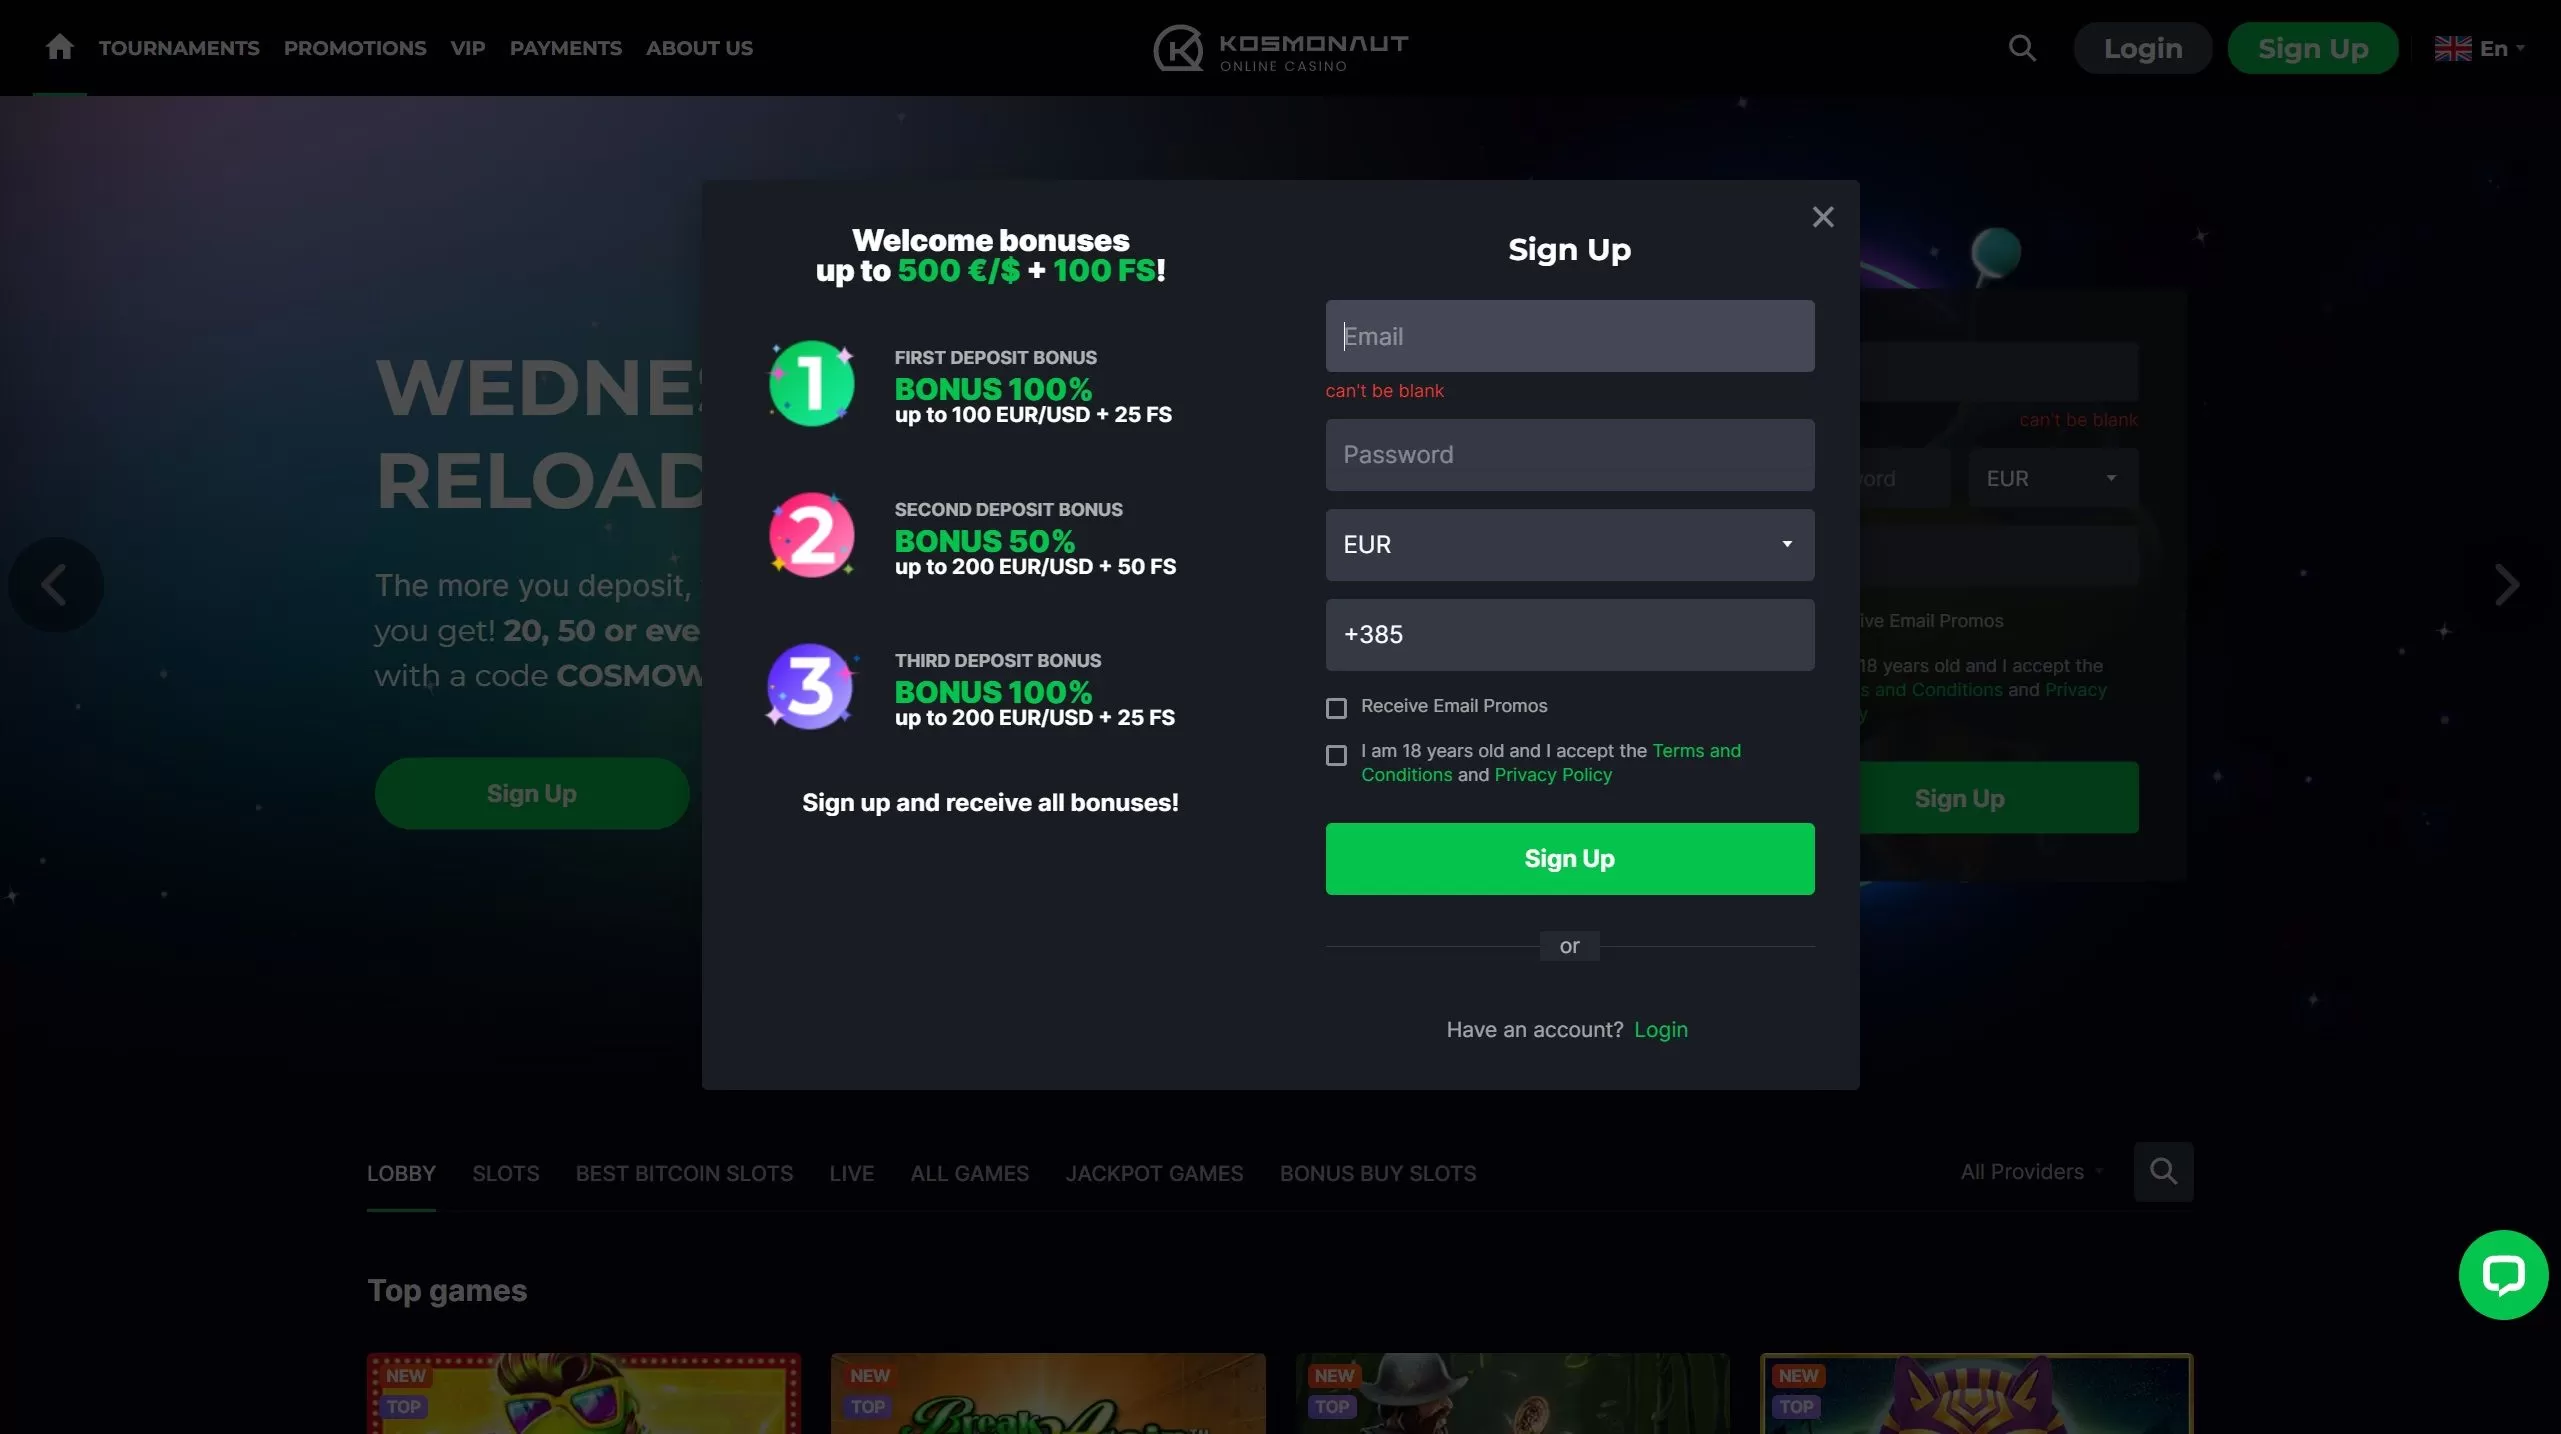 TOURNAMENTS PROMOTIONS VIP PAYMENTS ABOUT US
KOSMONAUT
ONLINE CASINO
Login
Sign Up
En
WEDNES
RELOAD
The more you deposit,
you get! 20, 50 or eve
with a code COSMOW
Sign Up
Welcome bonuses
up to 500 €/$ + 100 FS!
1
FIRST DEPOSIT BONUS
BONUS 100%
up to 100 EUR/USD + 25 FS
2
SECOND DEPOSIT BONUS
BONUS 50%
up to 200 EUR/USD + 50 FS
3
THIRD DEPOSIT BONUS
BONUS 100%
up to 200 EUR/USD + 25 FS
Sign up and receive all bonuses!
Sign Up
Email
can't be blank
Password
EUR
+385
Receive Email Promos
I am 18 years old and I accept the Terms and
Conditions and Privacy Policy
Sign Up
or
Have an account? Login
can't be blank
ord
EUR
ive Email Promos
18 years old and I accept the
s and Conditions and Privacy
y
Sign Up
LOBBY SLOTS BEST BITCOIN SLOTS LIVE ALL GAMES JACKPOT GAMES BONUS BUY SLOTS
All Providers
Top games
NEW
TOP
NEW
TOP
Break
NEW
TOP
NEW
TOP